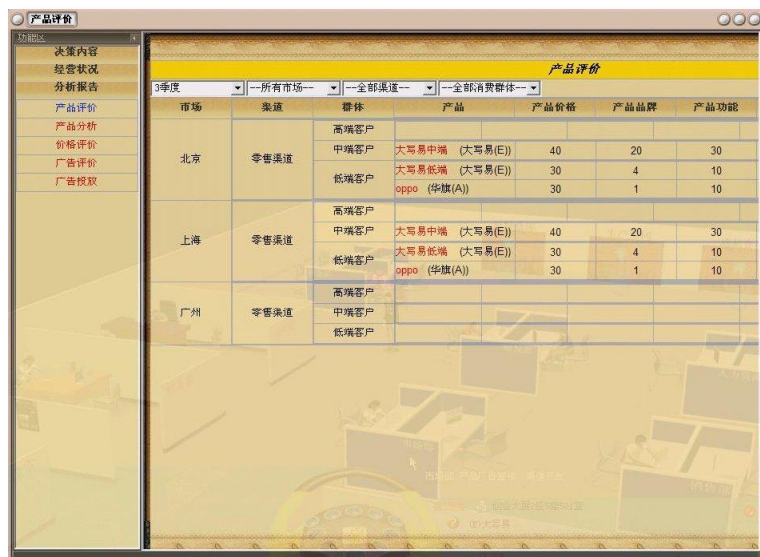 产品评价
功能区
决策内容
经营状况
分析报告
产品评价
产品分析
价格评价
广告评价
广告投放
产品评价
3季度 --所有市场-- --全部渠道-- --全部消费群体--
市场 渠道 群体 产品 产品价格 产品品牌 产品功能
北京 零售渠道
高端客户
中端客户 大写易中端 (大写易(E)) 40 20 30
低端客户
大写易低端 (大写易(E)) 30 4 10
oppo (华旗(A)) 30 1 10
上海 零售渠道
高端客户
中端客户 大写易中端 (大写易(E)) 40 20 30
低端客户
大写易低端 (大写易(E)) 30 4 10
oppo (华旗(A)) 30 1 10
广州 零售渠道
高端客户
中端客户
低端客户